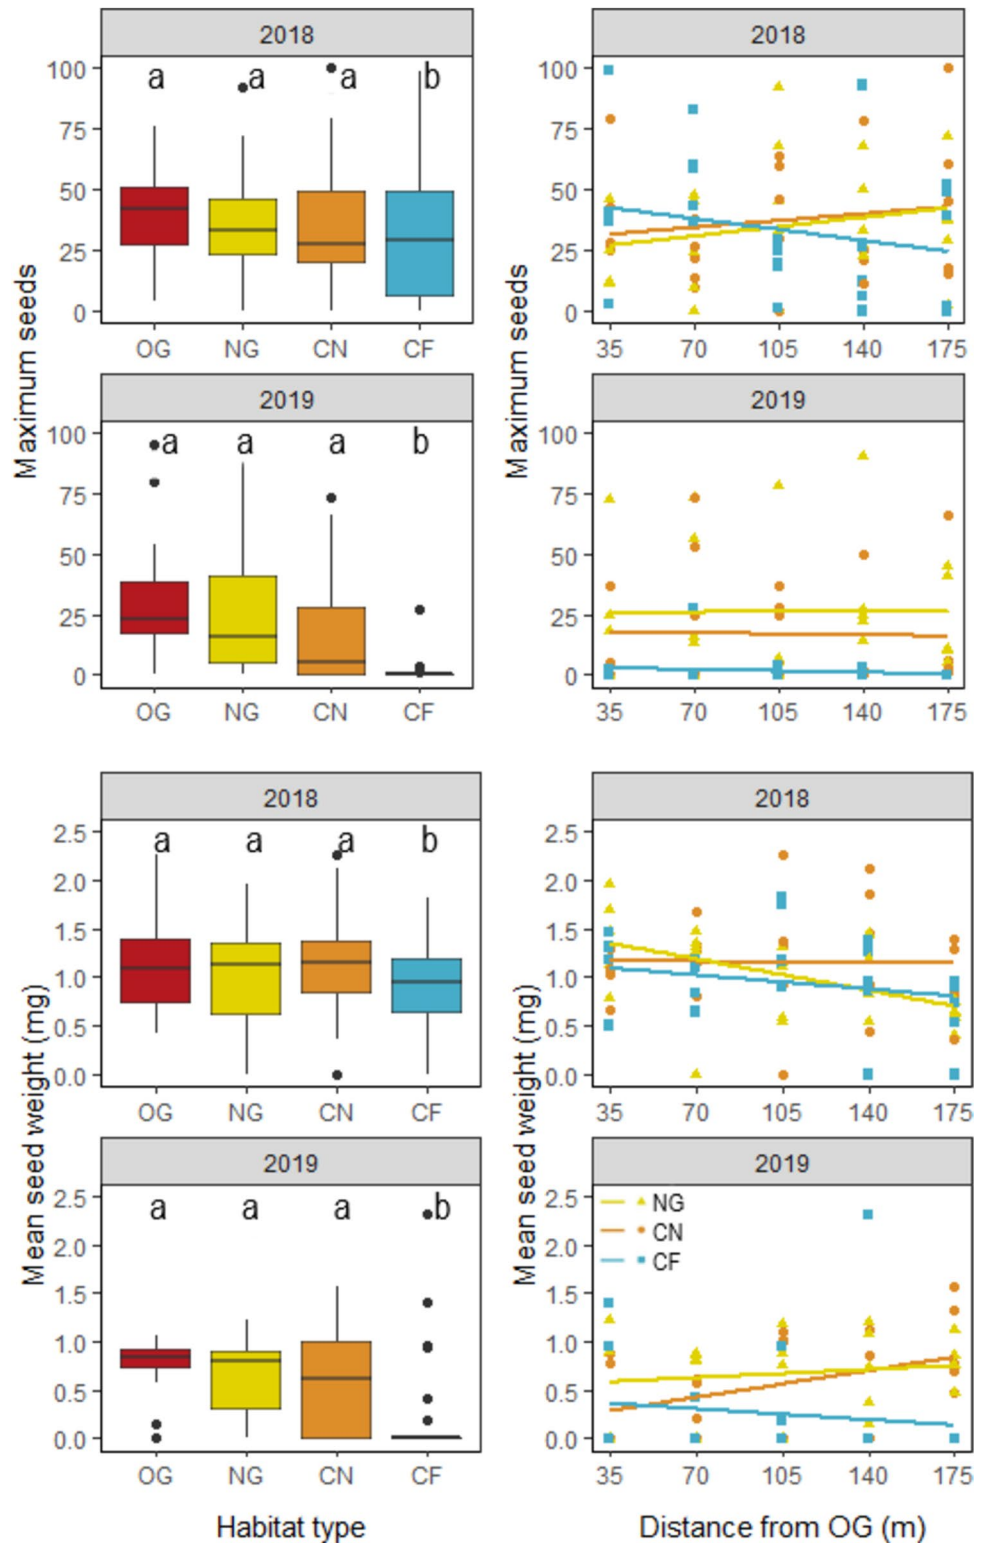 2018
2018
Maximum seeds
100
75
50
25
0
a
a
a
b
OG
NG
CN
CF
Maximum seeds
100
75
50
25
0
35
70
105
140
175
2019
2019
100
75
50
25
0
a
a
a
b
OG
NG
CN
CF
100
75
50
25
0
35
70
105
140
175
2018
2018
Mean seed weight (mg)
2.5
2.0
1.5
1.0
0.5
0.0
a
a
a
b
OG
NG
CN
CF
Mean seed weight (mg)
2.5
2.0
1.5
1.0
0.5
0.0
35
70
105
140
175
2019
2019
2.5
2.0
1.5
1.0
0.5
0.0
a
a
a
b
OG
NG
CN
CF
2.5
2.0
1.5
1.0
0.5
0.0
NG
CN
CF
35
70
105
140
175
Habitat type
Distance from OG (m)